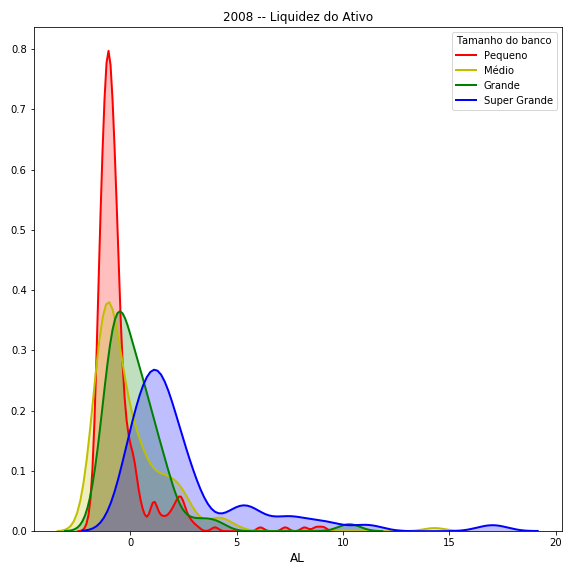 2008 -- Liquidez do Ativo
Tamanho do banco
Pequeno
Médio
Grande
Super Grande
0.8
0.7
0.6
0.5
0.4
0.3
0.2
0.1
0.0
0 5 10 15 20
AL